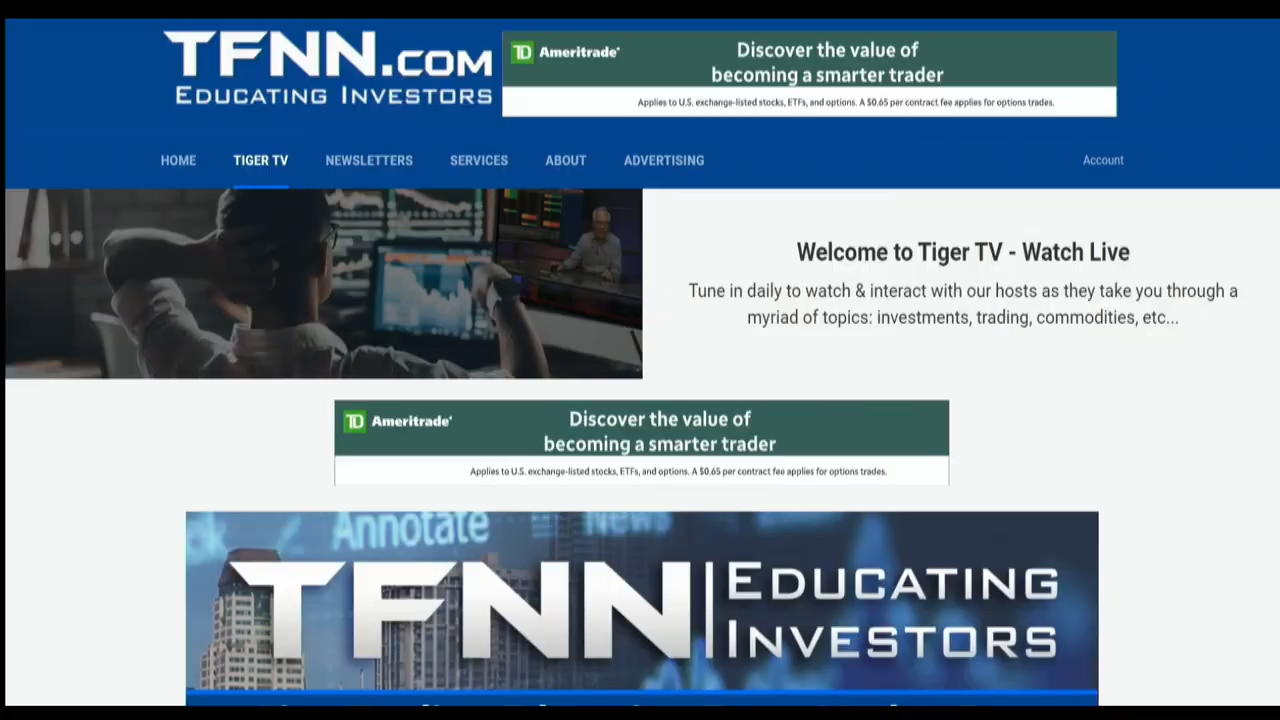 TFNN.COM
EDUCATING INVESTORS
TD Ameritrade
Discover the value of
becoming a smarter trader
Applies to U.S. exchange-listed stocks, ETFs, and options. A $0.65 per contract fee applies for options trades.
HOME TIGER TV NEWSLETTERS SERVICES ABOUT ADVERTISING Account
Welcome to Tiger TV - Watch Live
Tune in daily to watch & interact with our hosts as they take you through a
myriad of topics: investments, trading, commodities, etc...
TD Ameritrade
Discover the value of
becoming a smarter trader
Applies to U.S. exchange-listed stocks, ETFs, and options. A $0.65 per contract fee applies for options trades.
Annotate News
TFNN EDUCATING
INVESTORS